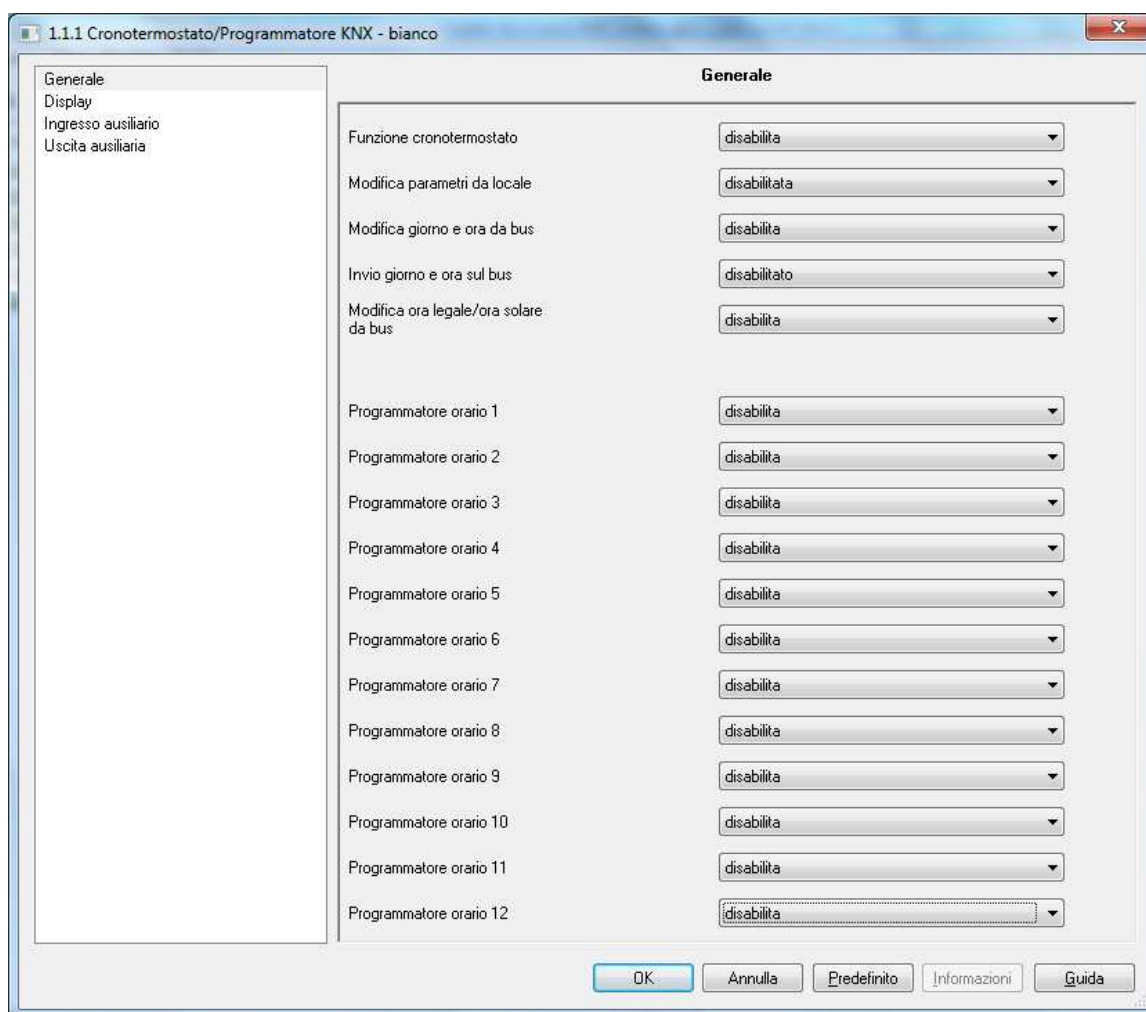 1.1.1 Cronotermostato/Programmatore KNX - bianco
Generale
Display
Ingresso ausiliario
Uscita ausiliaria
Generale
Funzione cronotermostato disabilita
Modifica parametri da locale disabilitata
Modifica giorno e ora da bus disabilita
Invio giorno e ora sul bus disabilitato
Modifica ora legale/ora solare
da bus disabilita
Programmatore orario 1 disabilita
Programmatore orario 2 disabilita
Programmatore orario 3 disabilita
Programmatore orario 4 disabilita
Programmatore orario 5 disabilita
Programmatore orario 6 disabilita
Programmatore orario 7 disabilita
Programmatore orario 8 disabilita
Programmatore orario 9 disabilita
Programmatore orario 10 disabilita
Programmatore orario 11 disabilita
Programmatore orario 12 disabilita
OK Annulla Predefinito Informazioni Guida